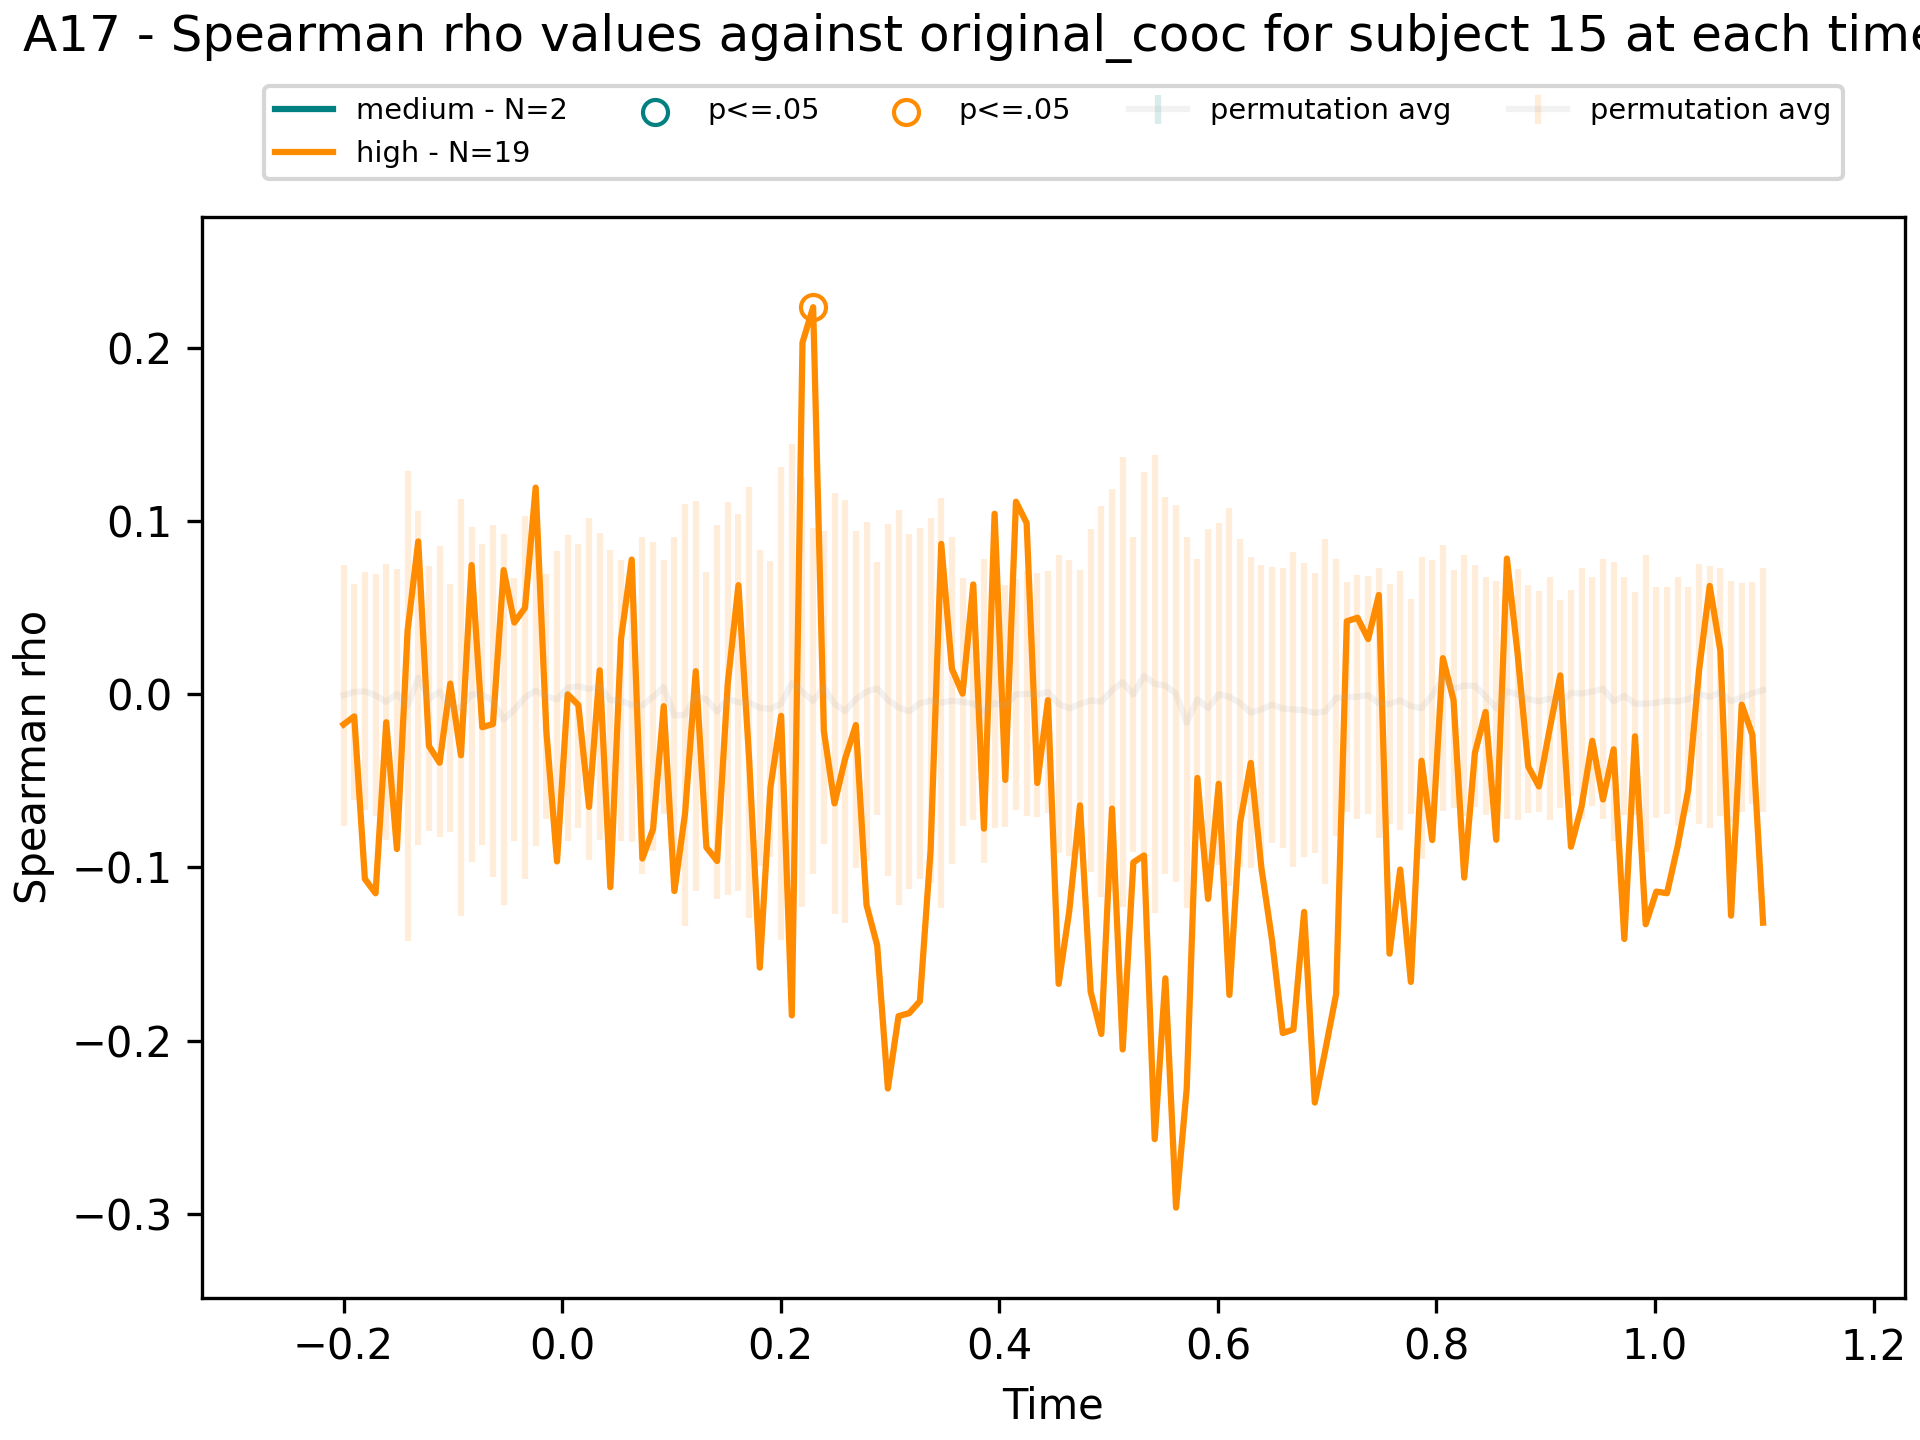 A17 - Spearman rho values against original_cooc for subject 15 at each time
medium - N=2
high - N=19
p<=.05
p<=.05
permutation avg
permutation avg
Spearman rho
0.2
0.1
0.0
−0.1
−0.2
−0.3
−0.2 0.0 0.2 0.4 0.6 0.8 1.0 1.2
Time